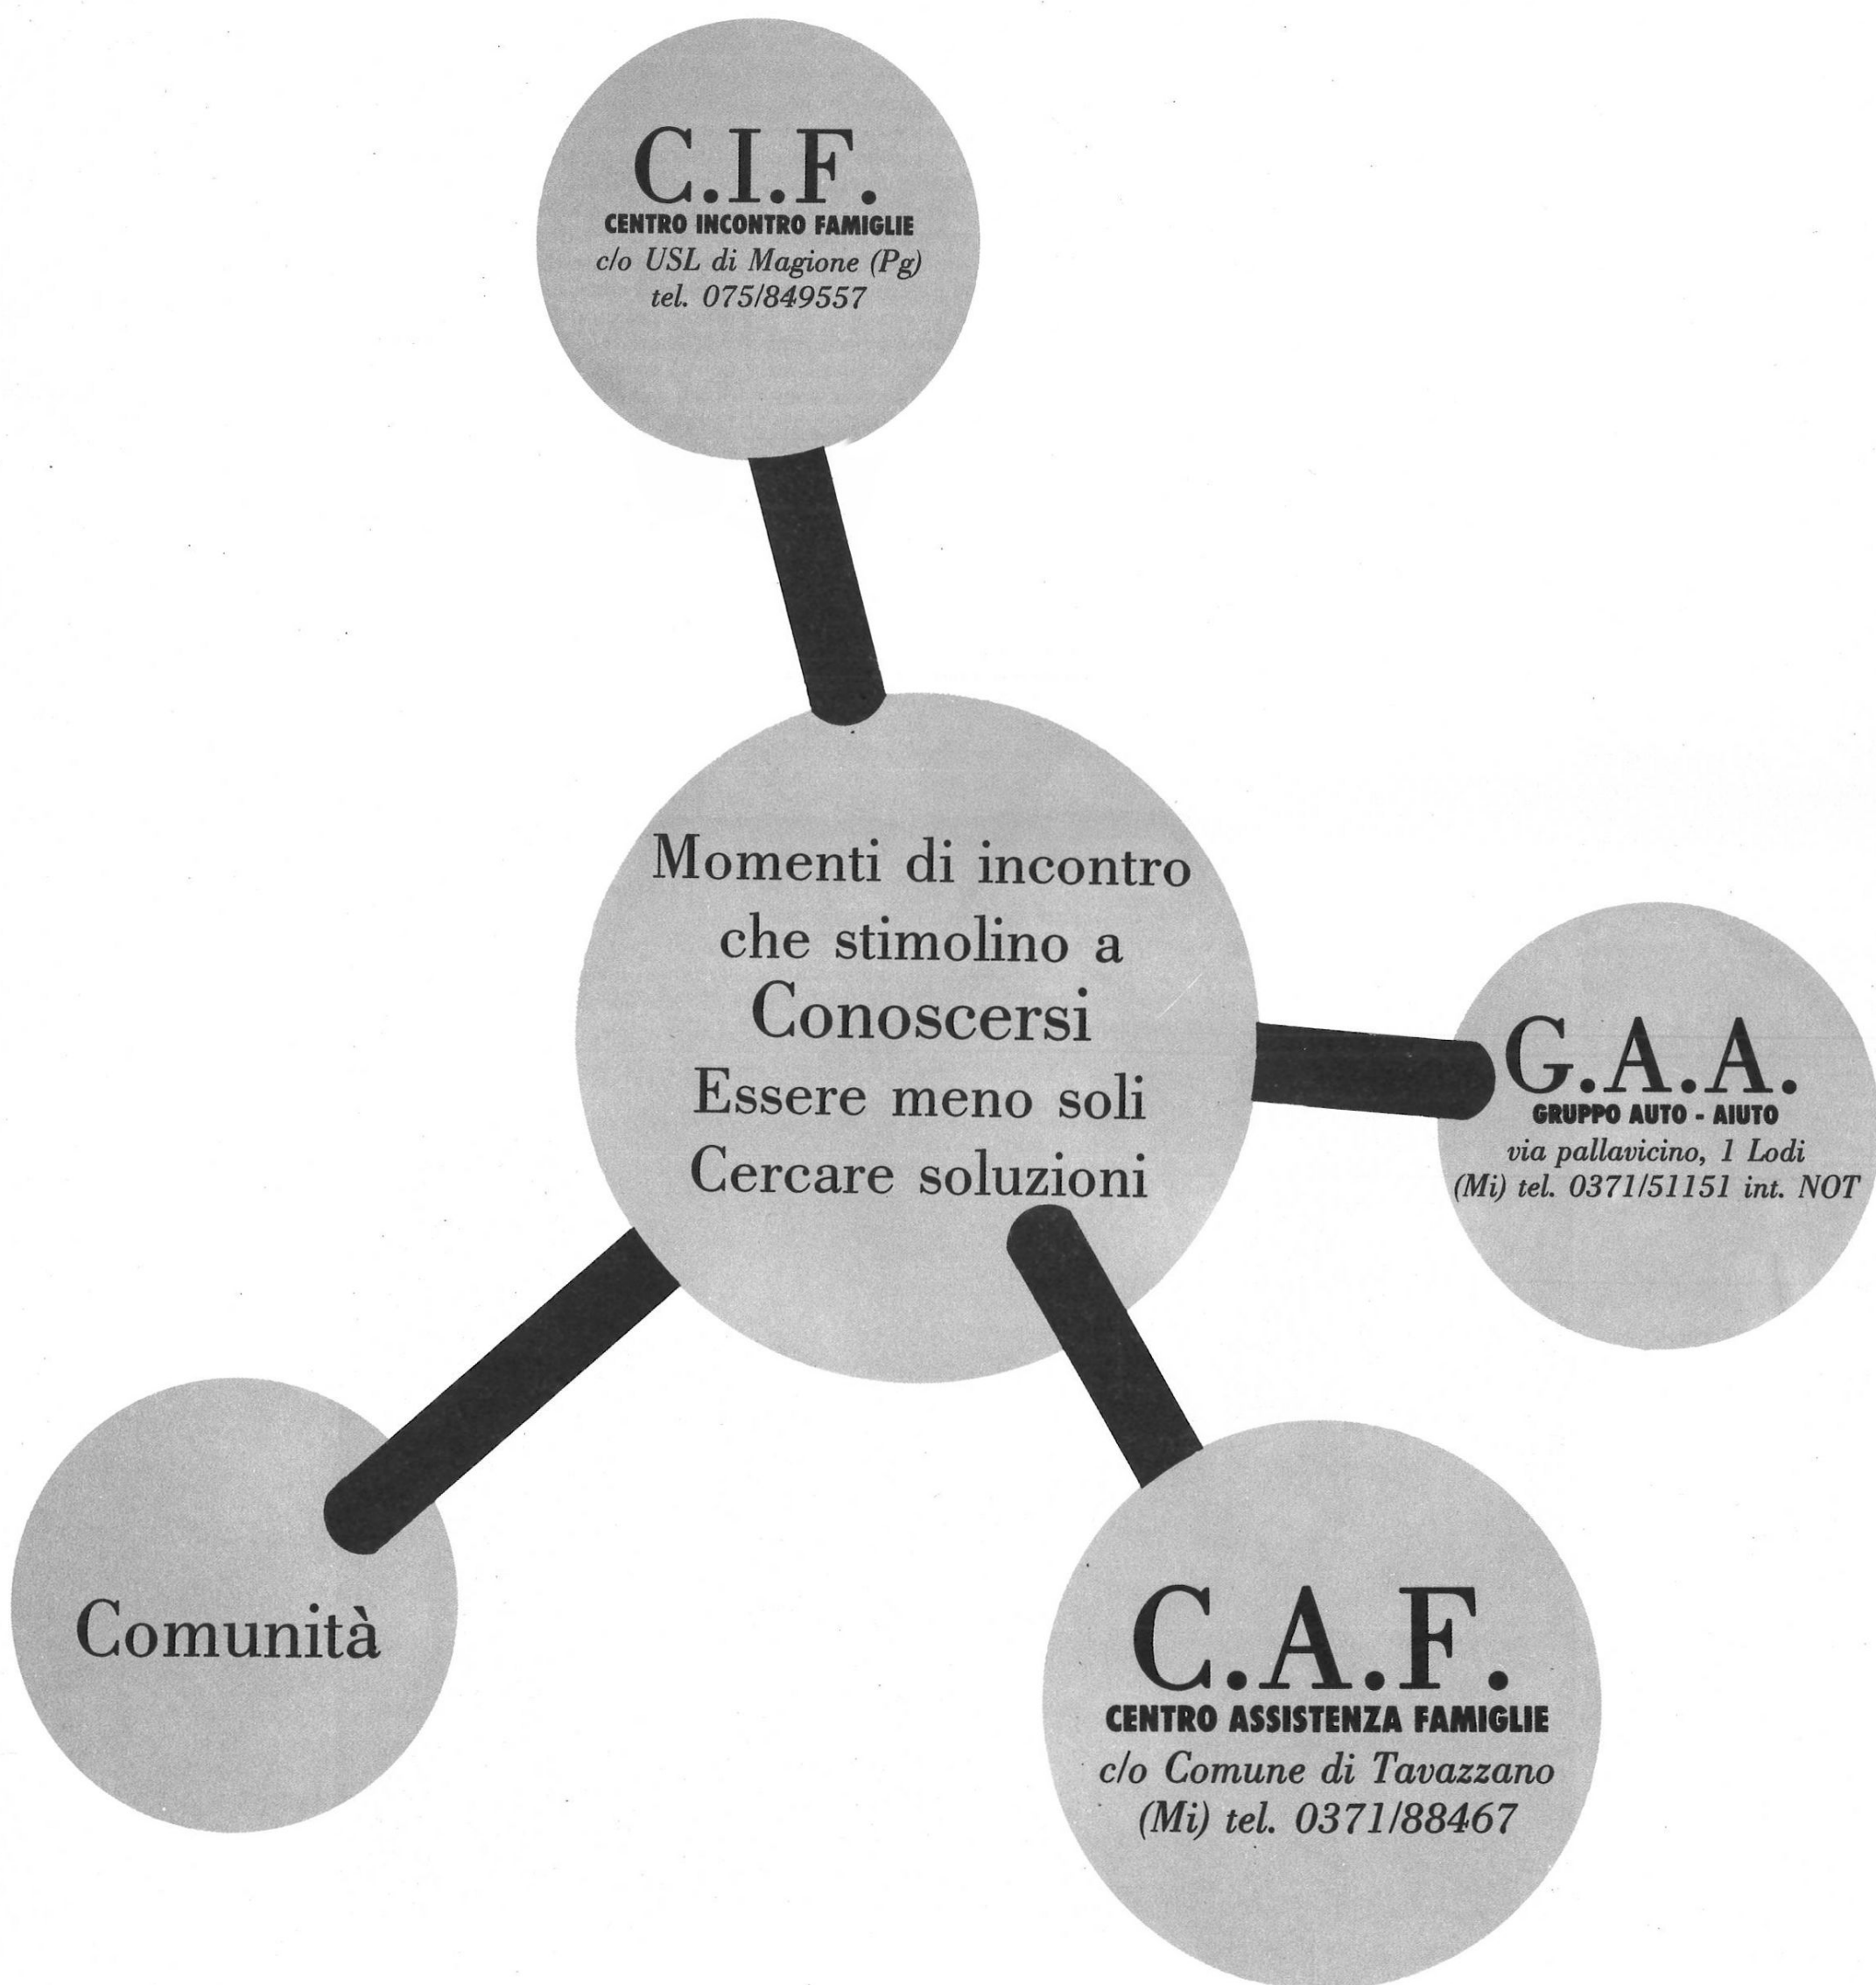 C.I.F.
CENTRO INCONTRO FAMIGLIE
c/o USL di Magione (Pg)
tel. 075/849557
Momenti di incontro
che stimolino a
Conoscersi
Essere meno soli
Cercare soluzioni
G.A.A.
GRUPPO AUTO - AIUTO
via pallavicino, 1 Lodi
(Mi) tel. 0371/51151 int. NOT
Comunità
C.A.F.
CENTRO ASSISTENZA FAMIGLIE
c/o Comune di Tavazzano
(Mi) tel. 0371/88467